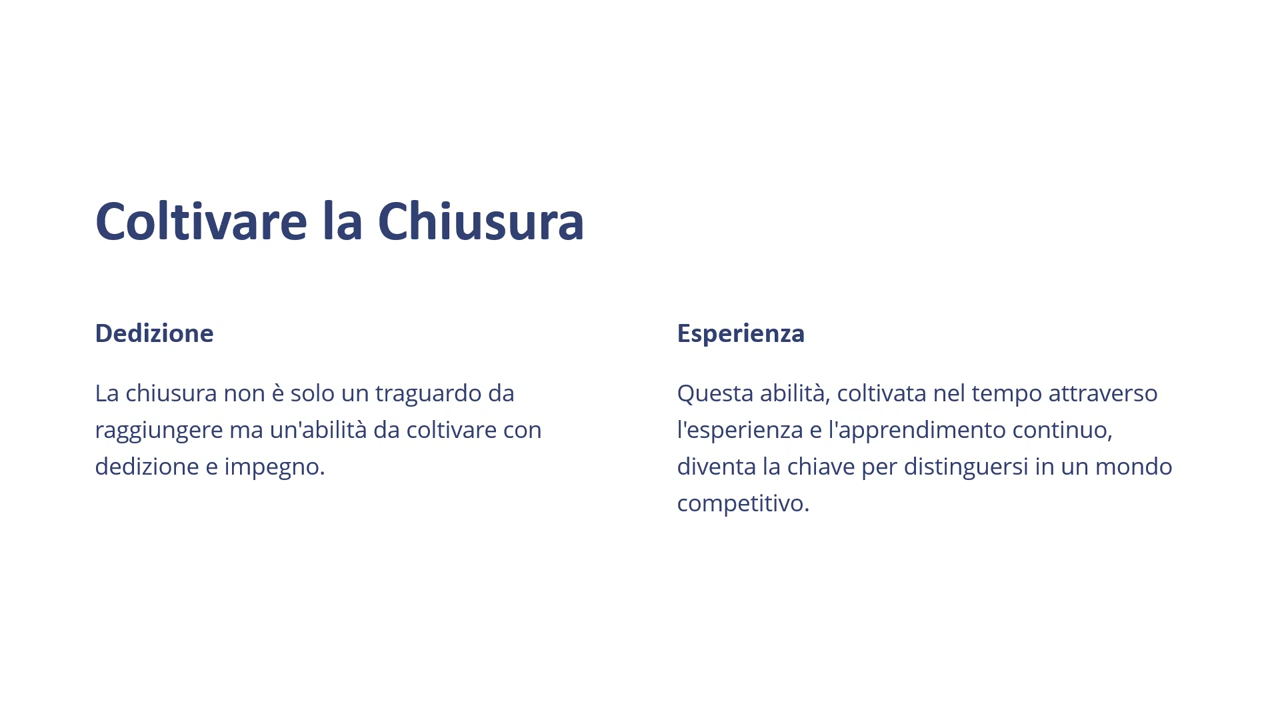 Coltivare la Chiusura
Dedizione
La chiusura non è solo un traguardo da
raggiungere ma un'abilità da coltivare con
dedizione e impegno.
Esperienza
Questa abilità, coltivata nel tempo attraverso
l'esperienza e l'apprendimento continuo,
diventa la chiave per distinguersi in un mondo
competitivo.